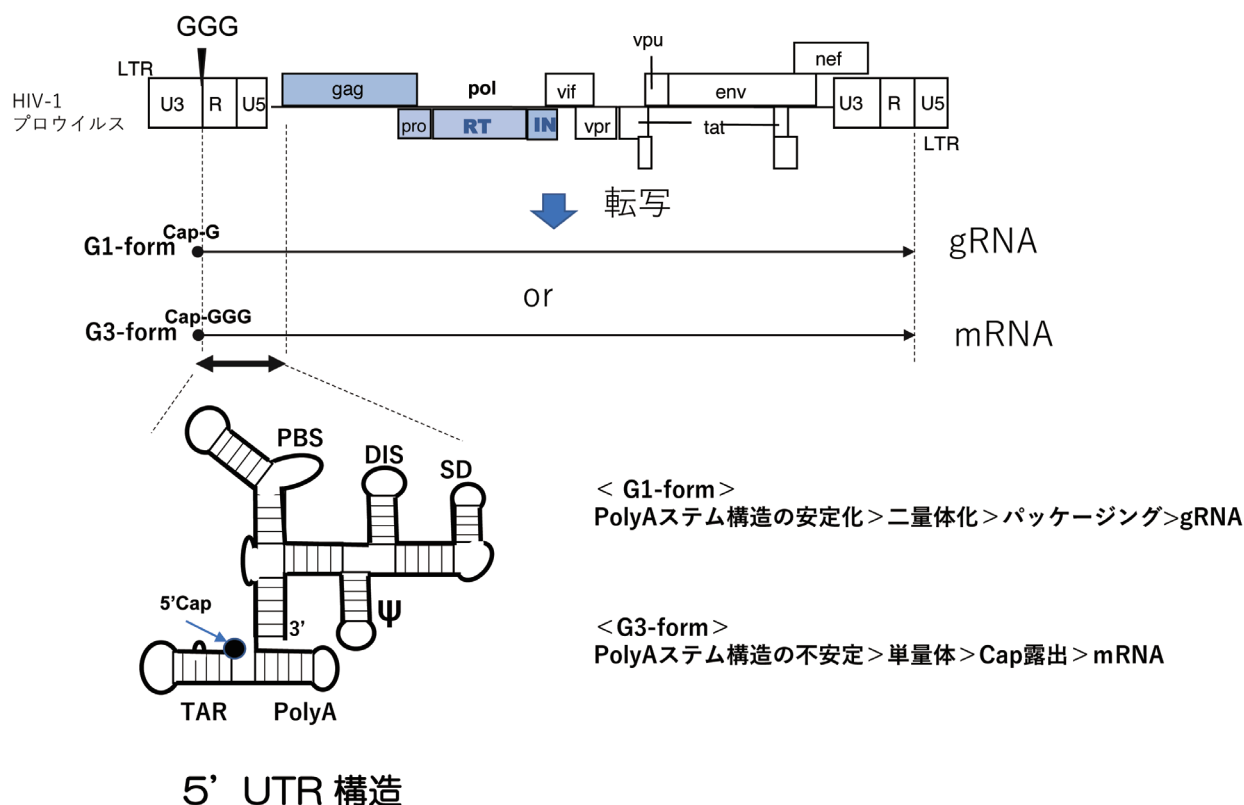 GGG
LTR
HIV-1
プロウイルス
U3 R U5
gag
pol
pro RT IN
vif
vpr
vpu
env
tat
nef
U3 R U5
LTR
転写
G1-form Cap-G
gRNA
or
G3-form Cap-GGG
mRNA
PBS
DIS
SD
5'Cap
3'
Ψ
TAR PolyA
5’ UTR 構造
< G1-form>
PolyAステム構造の安定化>二量体化>パッケージング>gRNA
<G3-form>
PolyAステム構造の不安定>単量体>Cap露出>mRNA